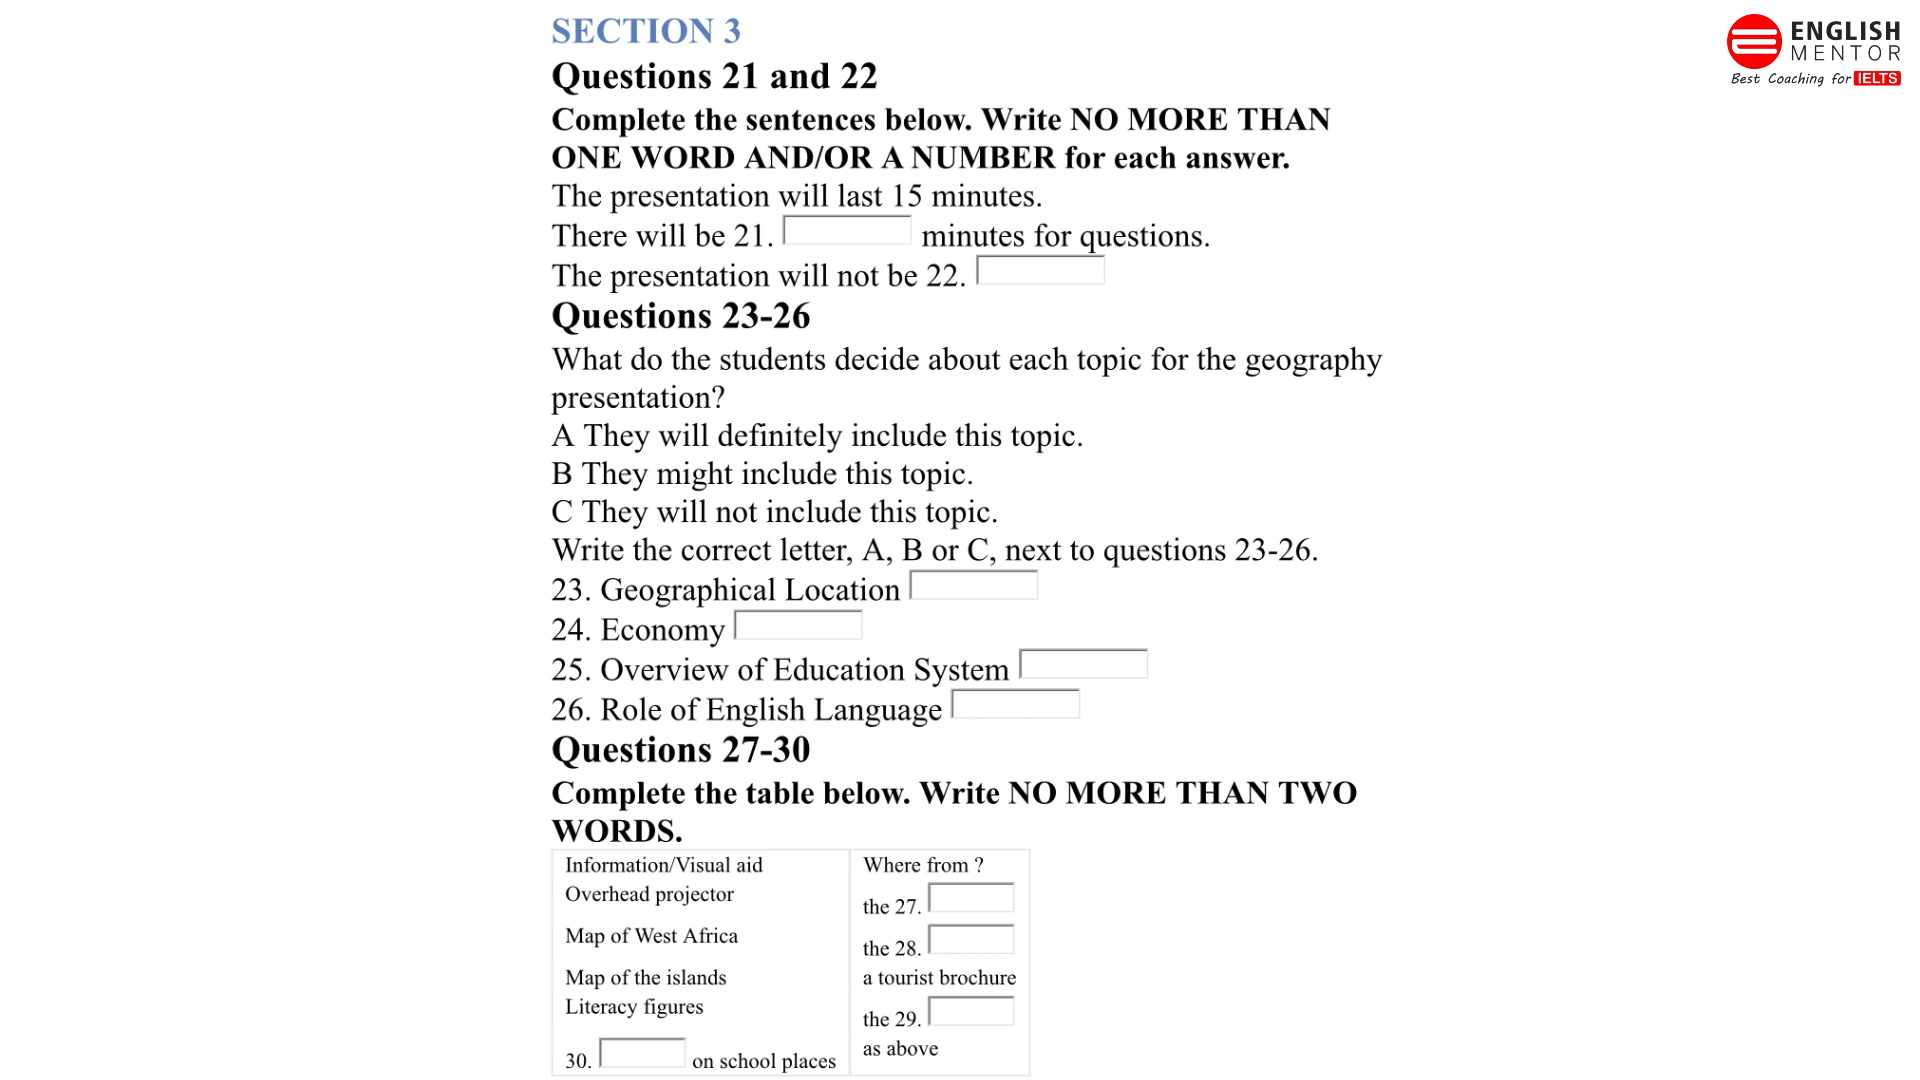 SECTION 3
ENGLISH
MENTOR
Best Coaching for IELTS
Questions 21 and 22
Complete the sentences below. Write NO MORE THAN
ONE WORD AND/OR A NUMBER for each answer.
The presentation will last 15 minutes.
There will be 21. minutes for questions.
The presentation will not be 22.
Questions 23-26
What do the students decide about each topic for the geography
presentation?
A They will definitely include this topic.
B They might include this topic.
C They will not include this topic.
Write the correct letter, A, B or C, next to questions 23-26.
23. Geographical Location
24. Economy
25. Overview of Education System
26. Role of English Language
Questions 27-30
Complete the table below. Write NO MORE THAN TWO
WORDS.
Information/Visual aid Where from ?
Overhead projector the 27.
Map of West Africa the 28.
Map of the islands a tourist brochure
Literacy figures the 29.
30. on school places as above